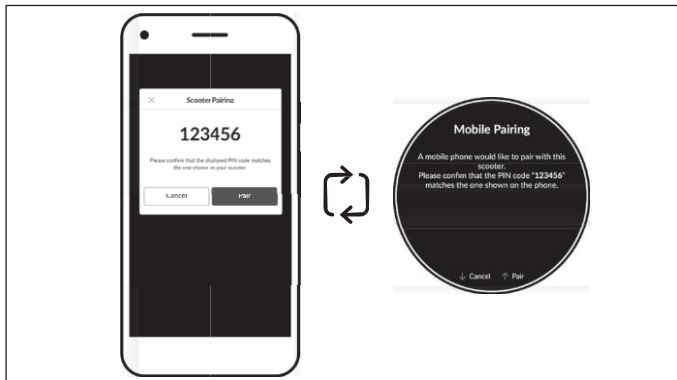 Scooter Pairing
123456
Please confirm that the displayed PIN code matches
the one shown on your scooter.
Cancel
Pair
Mobile Pairing
A mobile phone would like to pair with this
scooter.
Please confim that the PIN code "123456"
matches the one shown on the phone.
↓ Cancel ↑ Pair